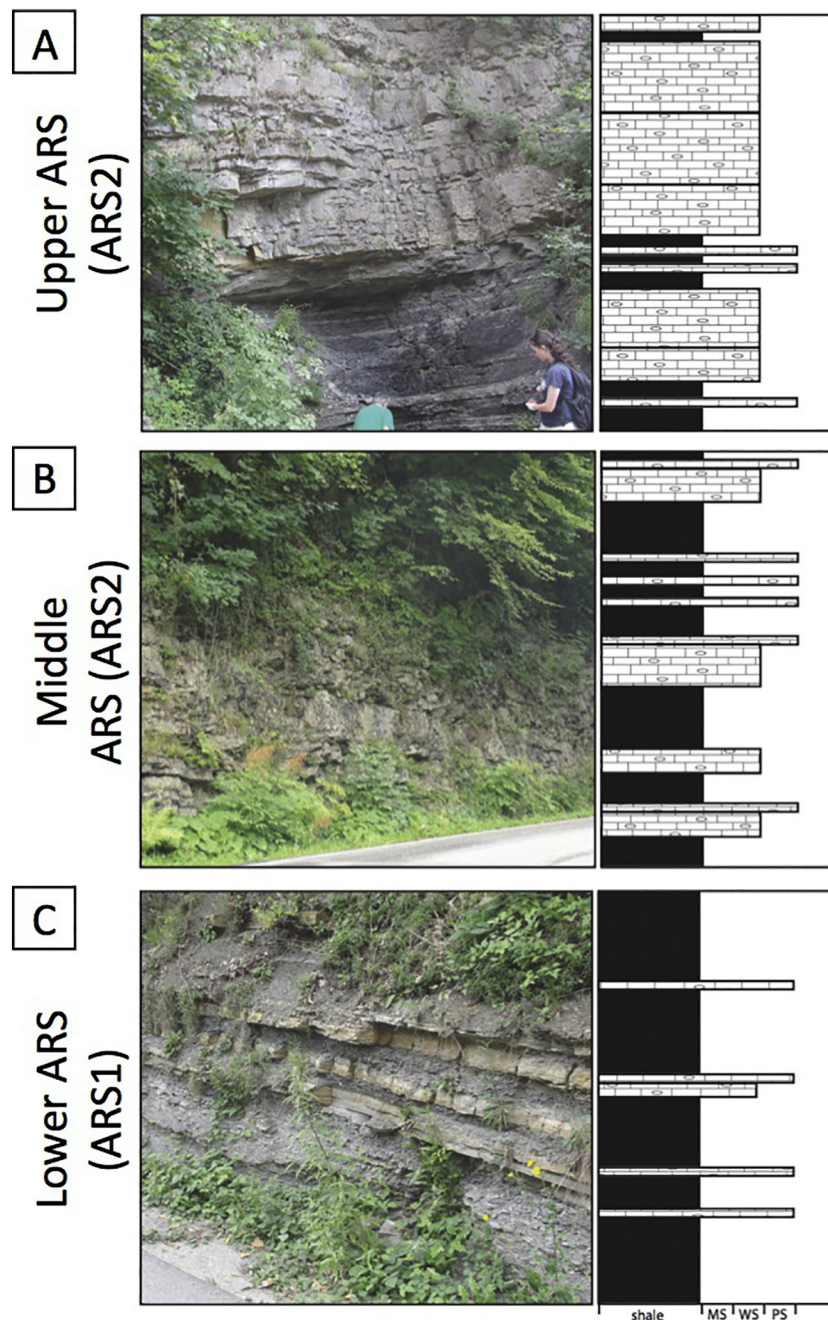 A
Upper ARS
(ARS2)
B
Middle
ARS (ARS2)
C
Lower ARS
(ARS1)
shale MS WS PS